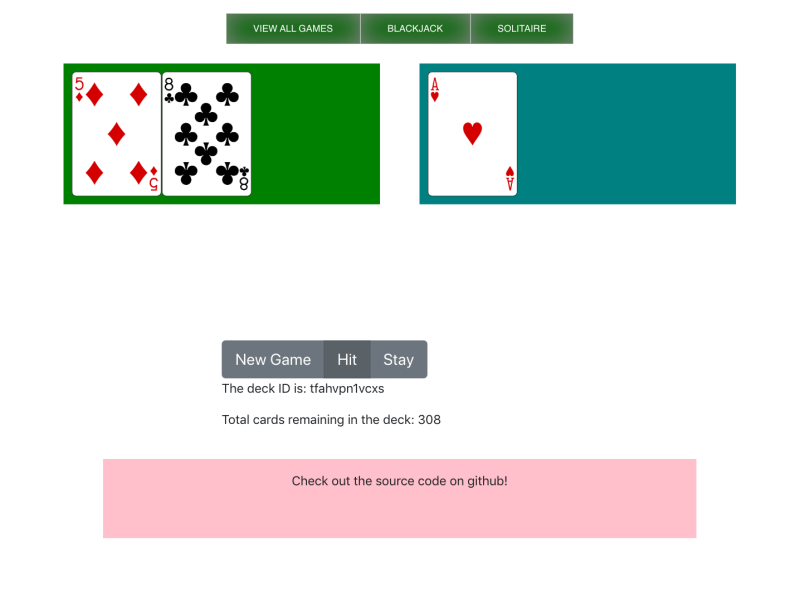 VIEW ALL GAMES BLACKJACK SOLITAIRE
5 8 A
5 8 A
New Game Hit Stay
The deck ID is: tfahvpn1vcxs
Total cards remaining in the deck: 308
Check out the source code on github!